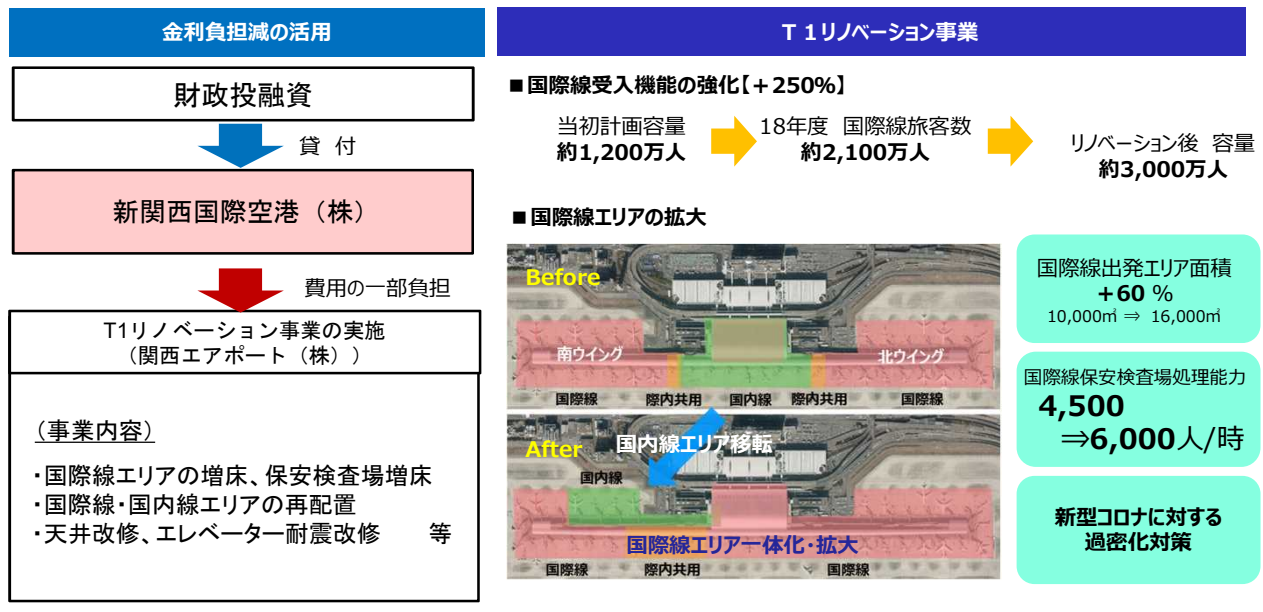 金利負担減の活用
財政投融資
貸 付
新関西国際空港（株）
費用の一部負担
T1リノベーション事業の実施
（関西エアポート（株））
（事業内容）
・国際線エリアの増床、保安検査場増床
・国際線・国内線エリアの再配置
・天井改修、エレベーター耐震改修　　等
Ｔ１リノベーション事業
■国際線受入機能の強化【＋250%】
当初計画容量
約1,200万人
18年度 国際線旅客数
約2,100万人
リノベーション後 容量
約3,000万人
■国際線エリアの拡大
Before
南ウイング
北ウイング
国際線 際内共用 国内線 際内共用 国際線
After
国内線エリア移転
国内線
国際線エリア一体化・拡大
国際線 際内共用 国際線
国際線出発エリア面積
＋60 %
10,000㎡ ⇒ 16,000㎡
国際線保安検査場処理能力
4,500
⇒6,000人/時
新型コロナに対する
過密化対策